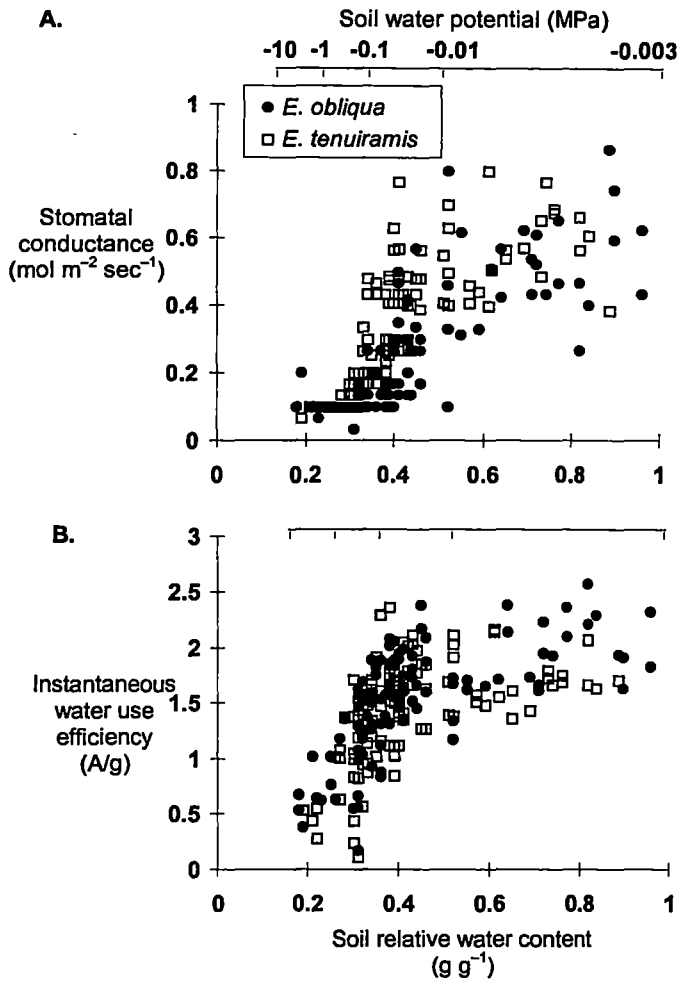 A.
Soil water potential (MPa)
-10 -1 -0.1 -0.01 -0.003
1
● E. obliqua
□ E. tenuiramis
0.8
Stomatal
conductance
(mol m⁻² sec⁻¹)
0.6
0.4
0.2
0
0 0.2 0.4 0.6 0.8 1
B.
3
2.5
2
Instantaneous
water use
efficiency
(A/g)
1.5
1
0.5
0
0 0.2 0.4 0.6 0.8 1
Soil relative water content
(g g⁻¹)